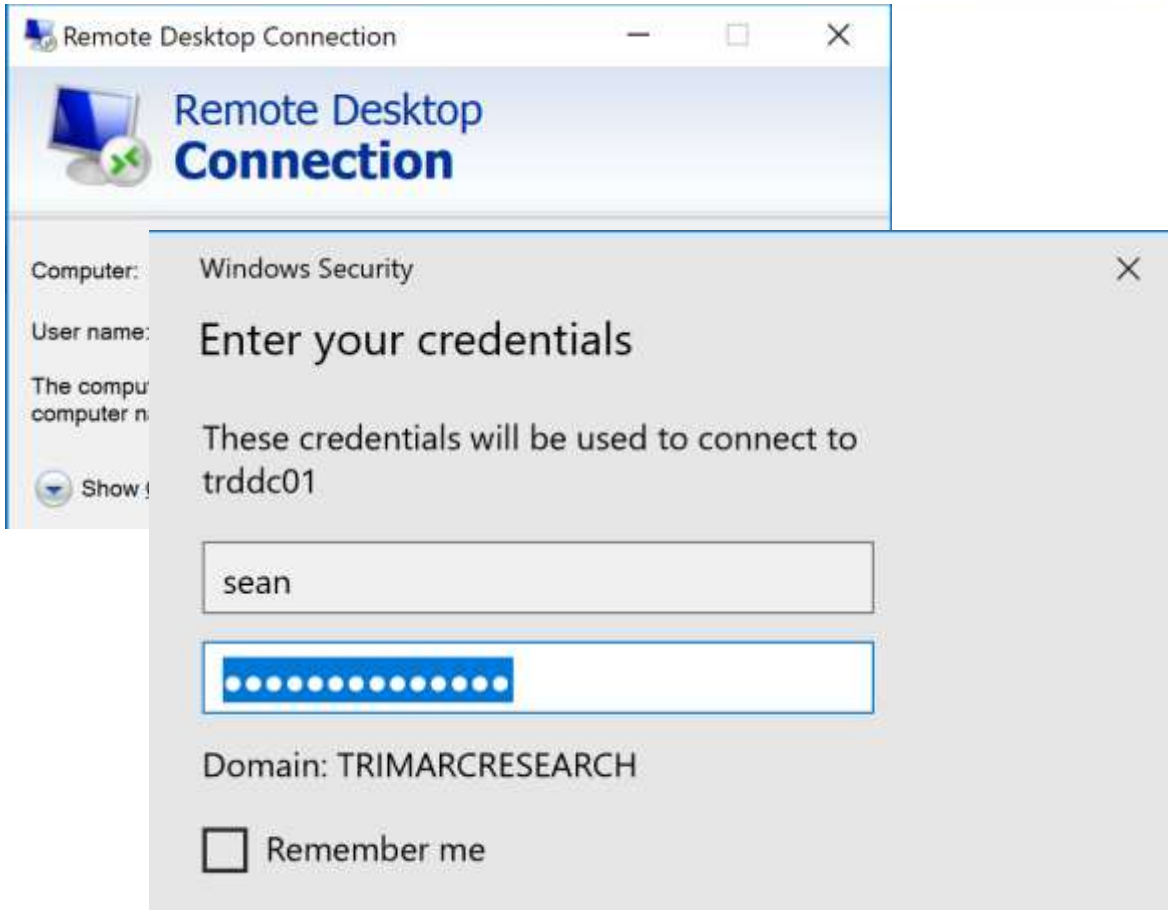 Remote Desktop Connection
Remote Desktop
Connection
Computer:
User name:
The compu
computer n
Show
Windows Security
Enter your credentials
These credentials will be used to connect to
trddc01
sean
Domain: TRIMARCRESEARCH
Remember me